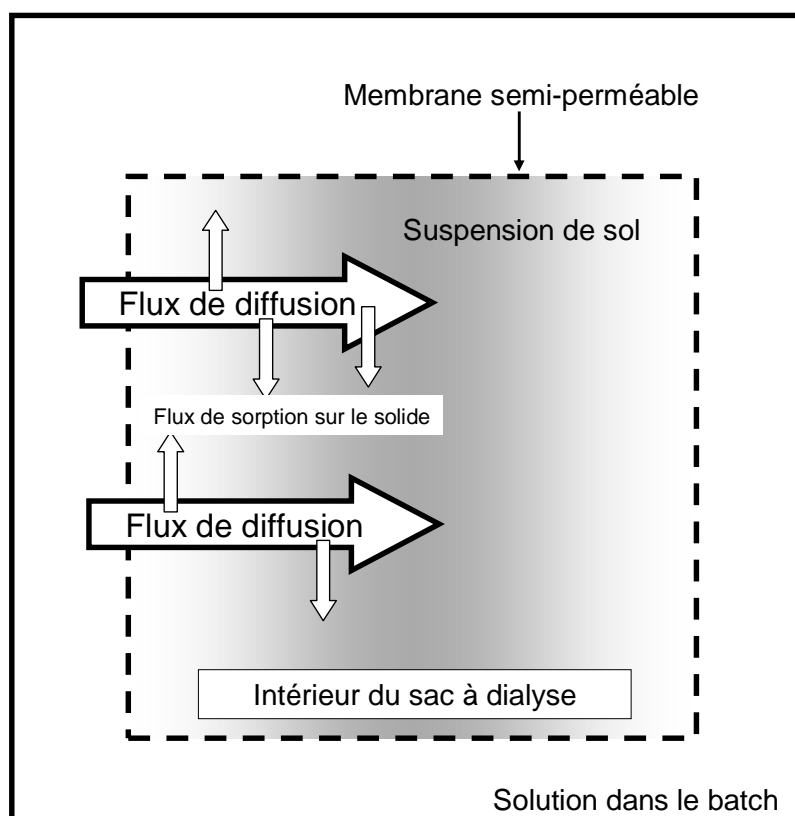 Membrane semi-perméable
Suspension de sol
Flux de diffusion
Flux de sorption sur le solide
Flux de diffusion
Intérieur du sac à dialyse
Solution dans le batch